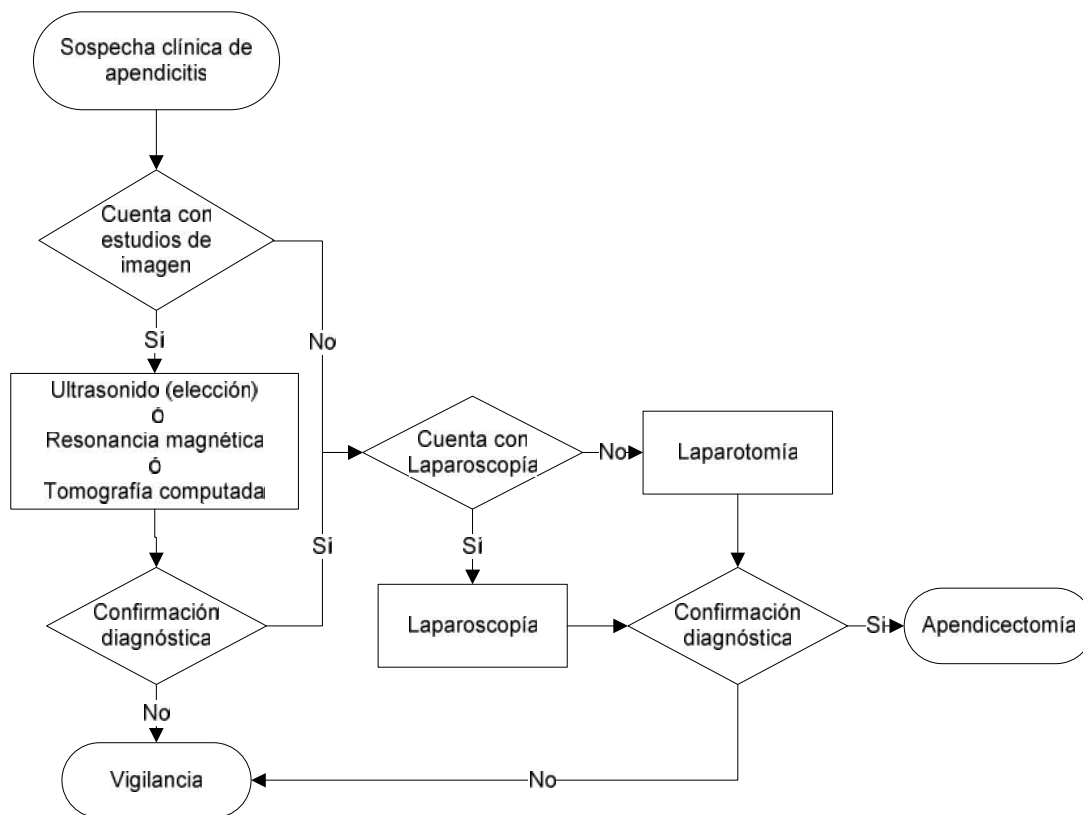 Sospecha clínica de
apendicitis
Cuenta con
estudios de
imagen
Si
No
Ultrasonido (elección)
ó
Resonancia magnética
ó
Tomografía computada
Cuenta con
Laparoscopía
No
Laparotomía
Si
Si
Confirmación
diagnóstica
Laparoscopía
Confirmación
diagnóstica
Si
Apendicectomía
No
Vigilancia
No